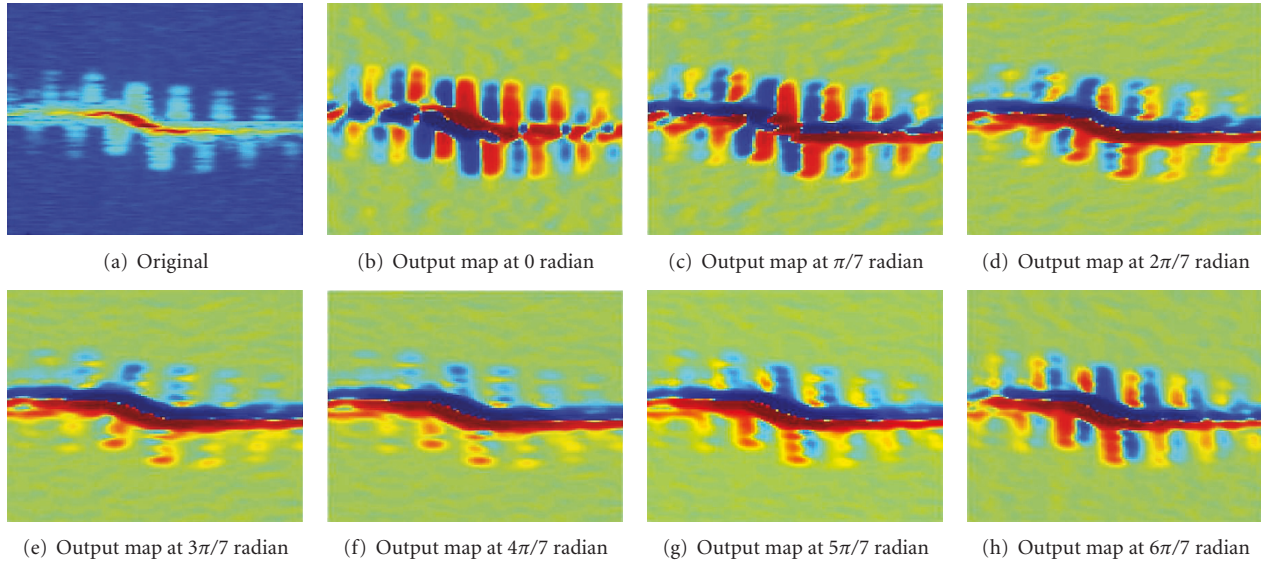 (a) Original
(b) Output map at 0 radian
(c) Output map at π/7 radian
(d) Output map at 2π/7 radian
(e) Output map at 3π/7 radian
(f) Output map at 4π/7 radian
(g) Output map at 5π/7 radian
(h) Output map at 6π/7 radian